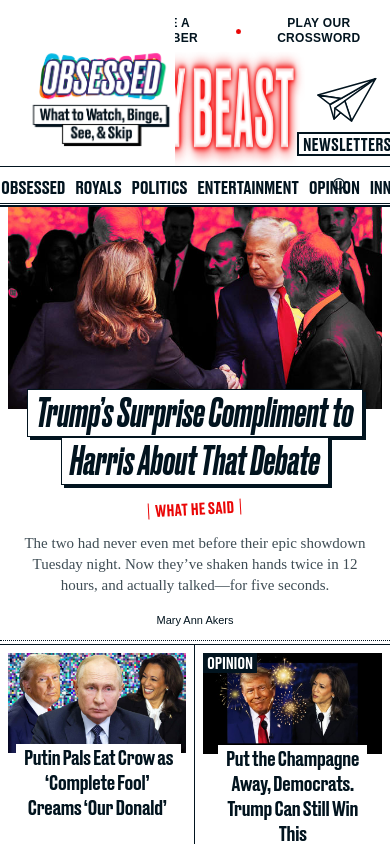 E A
BER
PLAY OUR
CROSSWORD
OBSESSED
What to Watch, Binge,
See, & Skip
Y BEAST
NEWSLETTERS
OBSESSED ROYALS POLITICS ENTERTAINMENT OPINION INN
Trump’s Surprise Compliment to
Harris About That Debate
WHAT HE SAID
The two had never even met before their epic showdown
Tuesday night. Now they’ve shaken hands twice in 12
hours, and actually talked—for five seconds.
Mary Ann Akers
Putin Pals Eat Crow as
‘Complete Fool’
Creams ‘Our Donald’
OPINION
Put the Champagne
Away, Democrats.
Trump Can Still Win
This